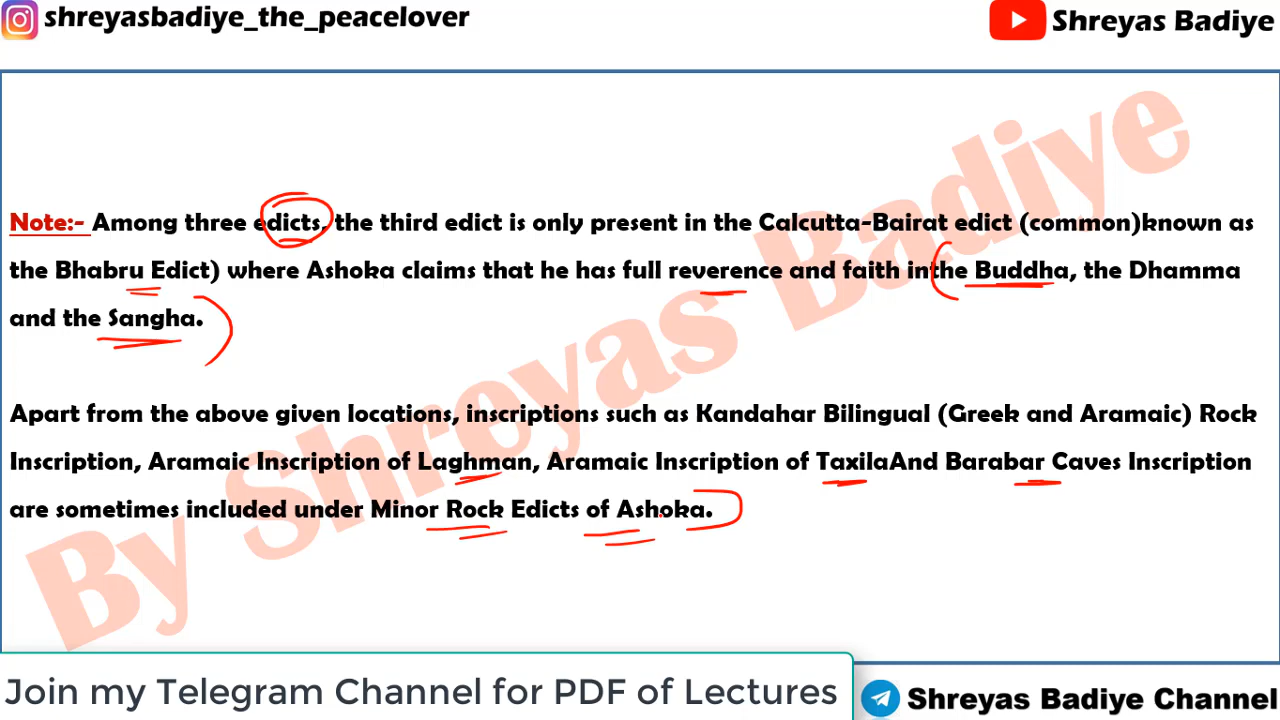 shreyasbadiye_the_peacelover
Shreyas Badiye
Note:- Among three edicts, the third edict is only present in the Calcutta-Bairat edict (common)known as
the Bhabru Edict) where Ashoka claims that he has full reverence and faith inthe Buddha, the Dhamma
and the Sangha.
Apart from the above given locations, inscriptions such as Kandahar Bilingual (Greek and Aramaic) Rock
Inscription, Aramaic Inscription of Laghman, Aramaic Inscription of TaxilaAnd Barabar Caves Inscription
are sometimes included under Minor Rock Edicts of Ashoka.
By Shreyas Badiye
Join my Telegram Channel for PDF of Lectures
Shreyas Badiye Channel